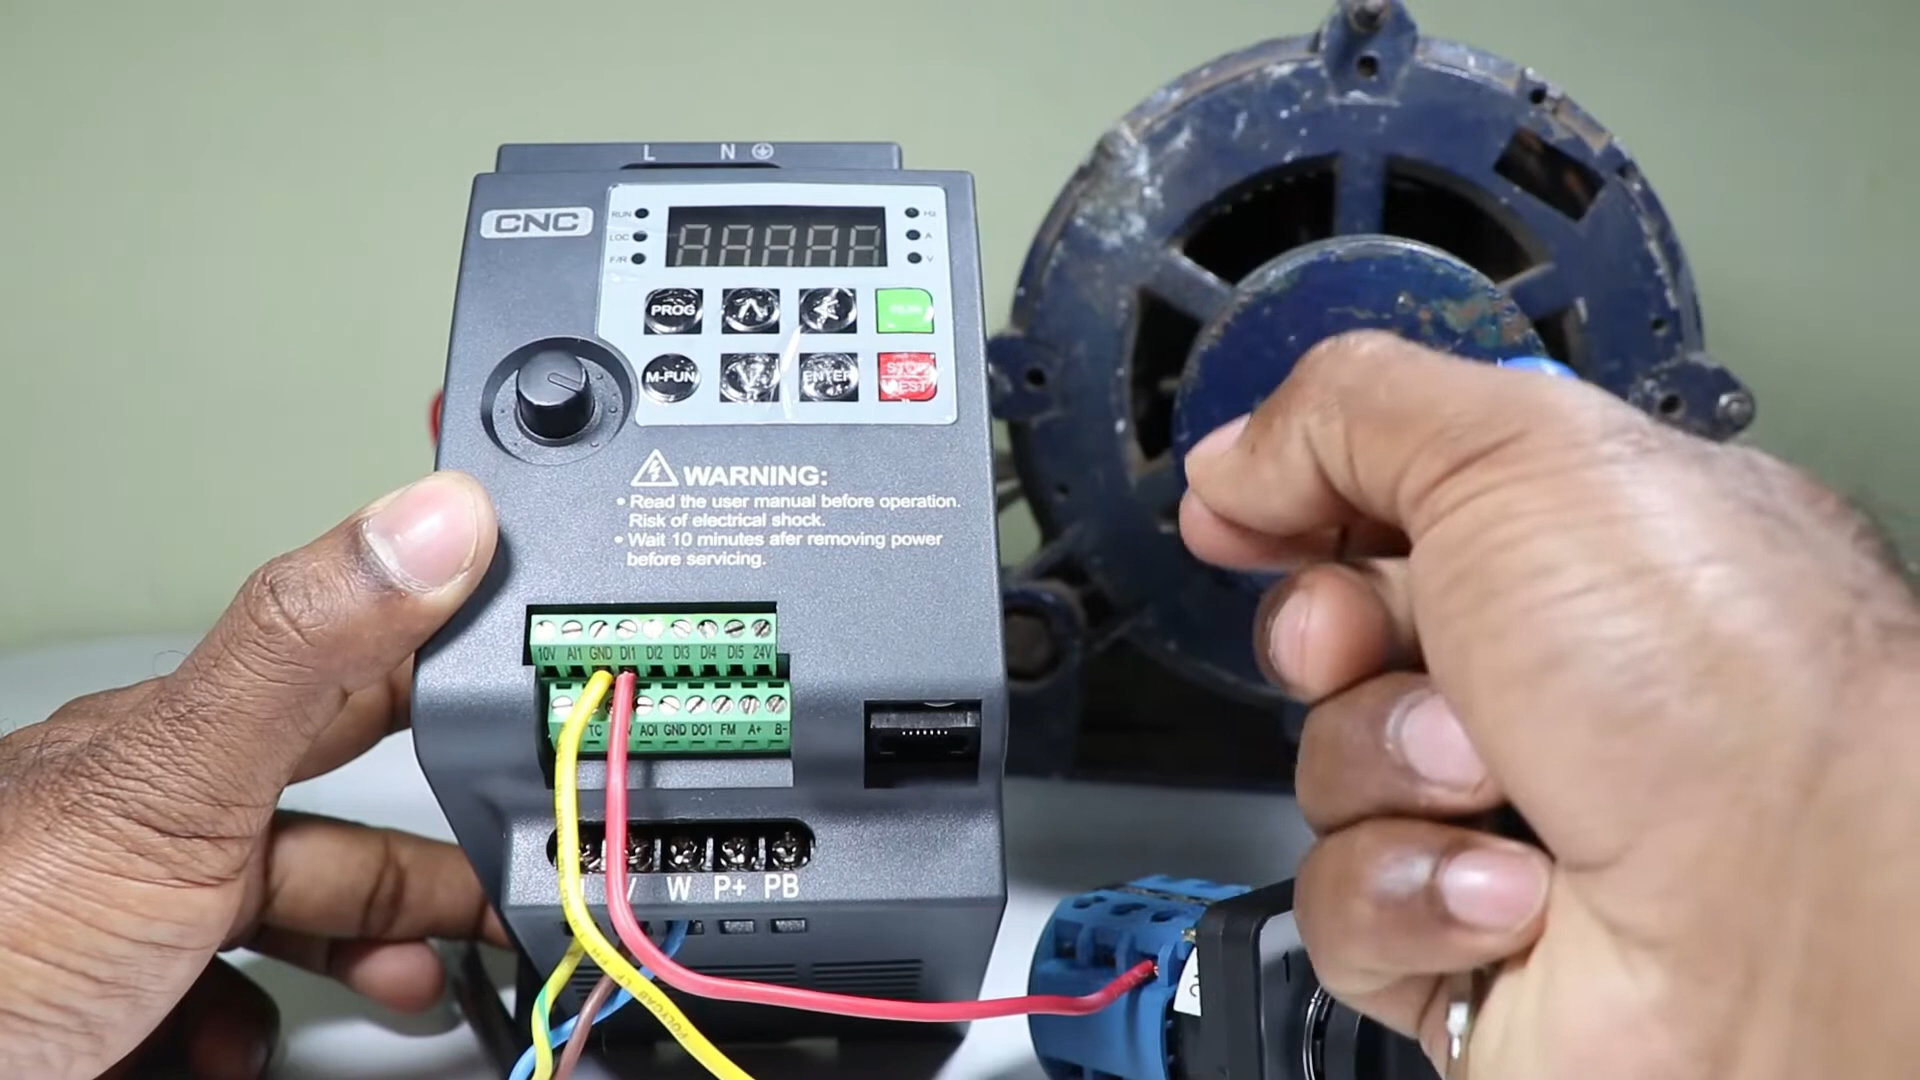 L N
CNC
RUN
LOC
F/R
Hz
A
V
PROG
M-FUN
ENTER
WARNING:
• Read the user manual before operation.
Risk of electrical shock.
• Wait 10 minutes afer removing power
before servicing.
10V AI1 GND DI1 DI2 DI3 DI4 DI5 24V
TC AO1 GND DO1 FM A+ B-
W P+ PB
POLYCAB